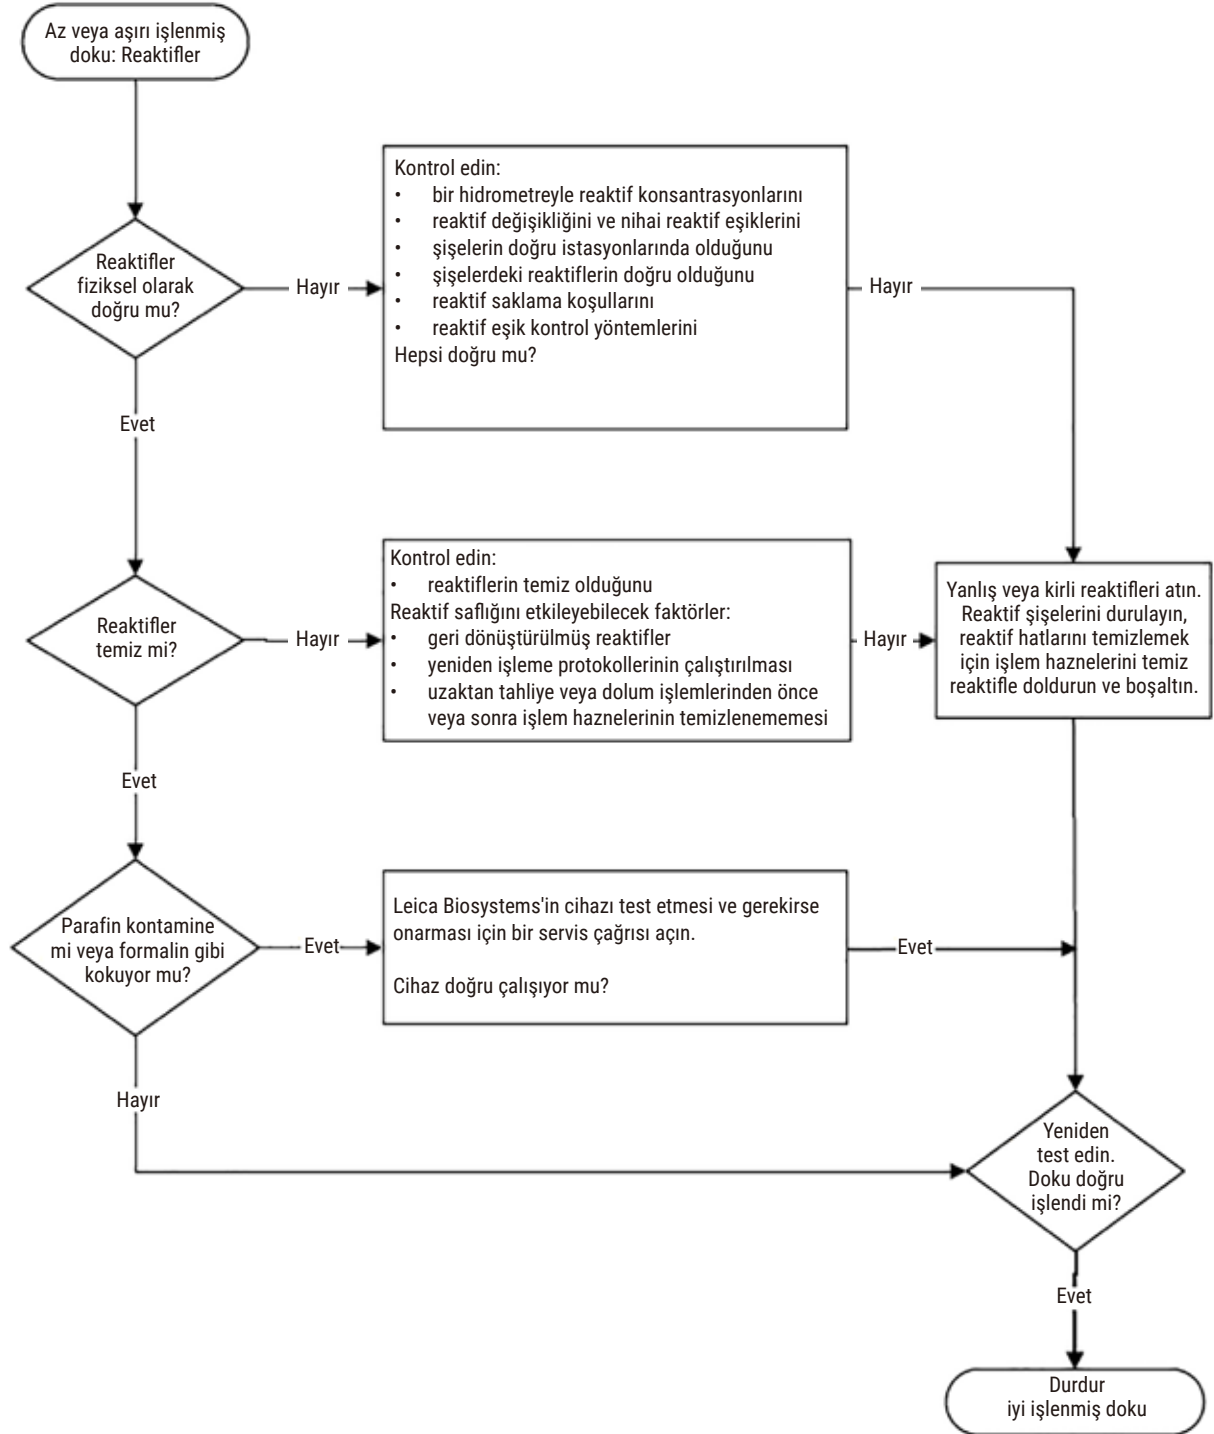 Az veya aşırı işlenmiş
doku: Reaktifler
Kontrol edin:
• bir hidrometreyle reaktif konsantrasyonlarını
• reaktif değişikliğini ve nihai reaktif eşiklerini
• şişelerin doğru istasyonlarında olduğunu
• şişelerdeki reaktiflerin doğru olduğunu
• reaktif saklama koşullarını
• reaktif eşik kontrol yöntemlerini
Hepsi doğru mu?
Reaktifler
fiziksel olarak
doğru mu?
Hayır
Hayır
Evet
Kontrol edin:
• reaktiflerin temiz olduğunu
Reaktif saflığını etkileyebilecek faktörler:
• geri dönüştürülmüş reaktifler
• yeniden işleme protokollerinin çalıştırılması
• uzaktan tahliye veya dolum işlemlerinden önce
veya sonra işlem haznelerinin temizlenememesi
Reaktifler
temiz mi?
Hayır
Hayır
Yanlış veya kirli reaktifleri atın.
Reaktif şişelerini durulayın,
reaktif hatlarını temizlemek
için işlem haznelerini temiz
reaktifle doldurun ve boşaltın.
Evet
Parafin kontamine
mi veya formalin gibi
kokuyor mu?
Evet
Leica Biosystems'in cihazı test etmesi ve gerekirse
onarması için bir servis çağrısı açın.
Cihaz doğru çalışıyor mu?
Evet
Hayır
Yeniden
test edin.
Doku doğru
işlendi mi?
Evet
Durdur
iyi işlenmiş doku